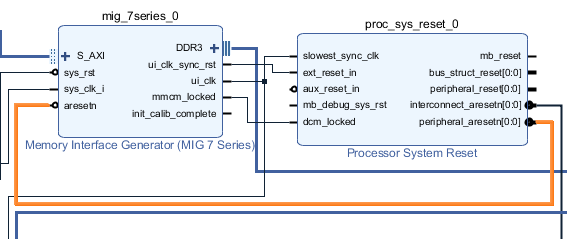 mig_7series_0
S_AXI
sys_rst
sys_clk_i
aresetn
DDR3
ui_clk_sync_rst
ui_clk
mmcm_locked
init_calib_complete
Memory Interface Generator (MIG 7 Series)
proc_sys_reset_0
slowest_sync_clk
ext_reset_in
aux_reset_in
mb_debug_sys_rst
dcm_locked
mb_reset
bus_struct_reset[0:0]
peripheral_reset[0:0]
interconnect_aresetn[0:0]
peripheral_aresetn[0:0]
Processor System Reset